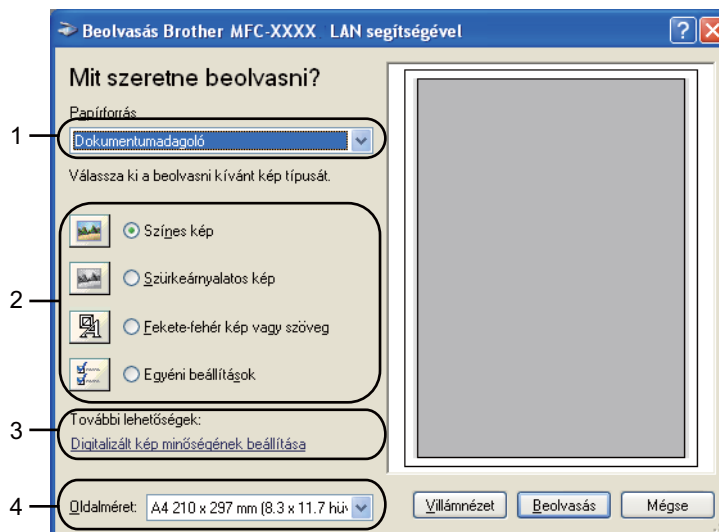 Beolvasás Brother MFC-XXXX LAN segítségével
Mit szeretne beolvasni?
Papírforrás
1
Dokumentumadagoló
Válassza ki a beolvasni kívánt kép típusát.
Színes kép
Szürkeárnyalatos kép
2
Fekete-fehér kép vagy szöveg
Egyéni beállítások
3
További lehetőségek:
Digitalizált kép minőségének beállítása
4
Oldalméret: A4 210 x 297 mm (8.3 x 11.7 hüv
Villámnézet Beolvasás Mégse